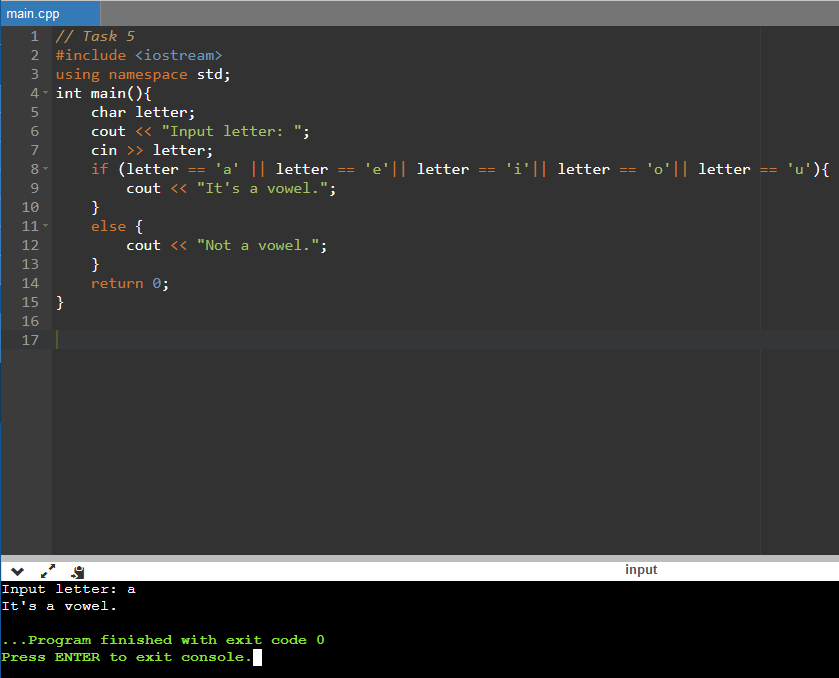 main.cpp
1 // Task 5
2 #include <iostream>
3 using namespace std;
4 int main(){
5     char letter;
6     cout << "Input letter: ";
7     cin >> letter;
8     if (letter == 'a' || letter == 'e'|| letter == 'i'|| letter == 'o'|| letter == 'u'){
9         cout << "It's a vowel.";
10     }
11     else {
12         cout << "Not a vowel.";
13     }
14     return 0;
15 }
16
17
input
Input letter: a
It's a vowel.
...Program finished with exit code 0
Press ENTER to exit console.